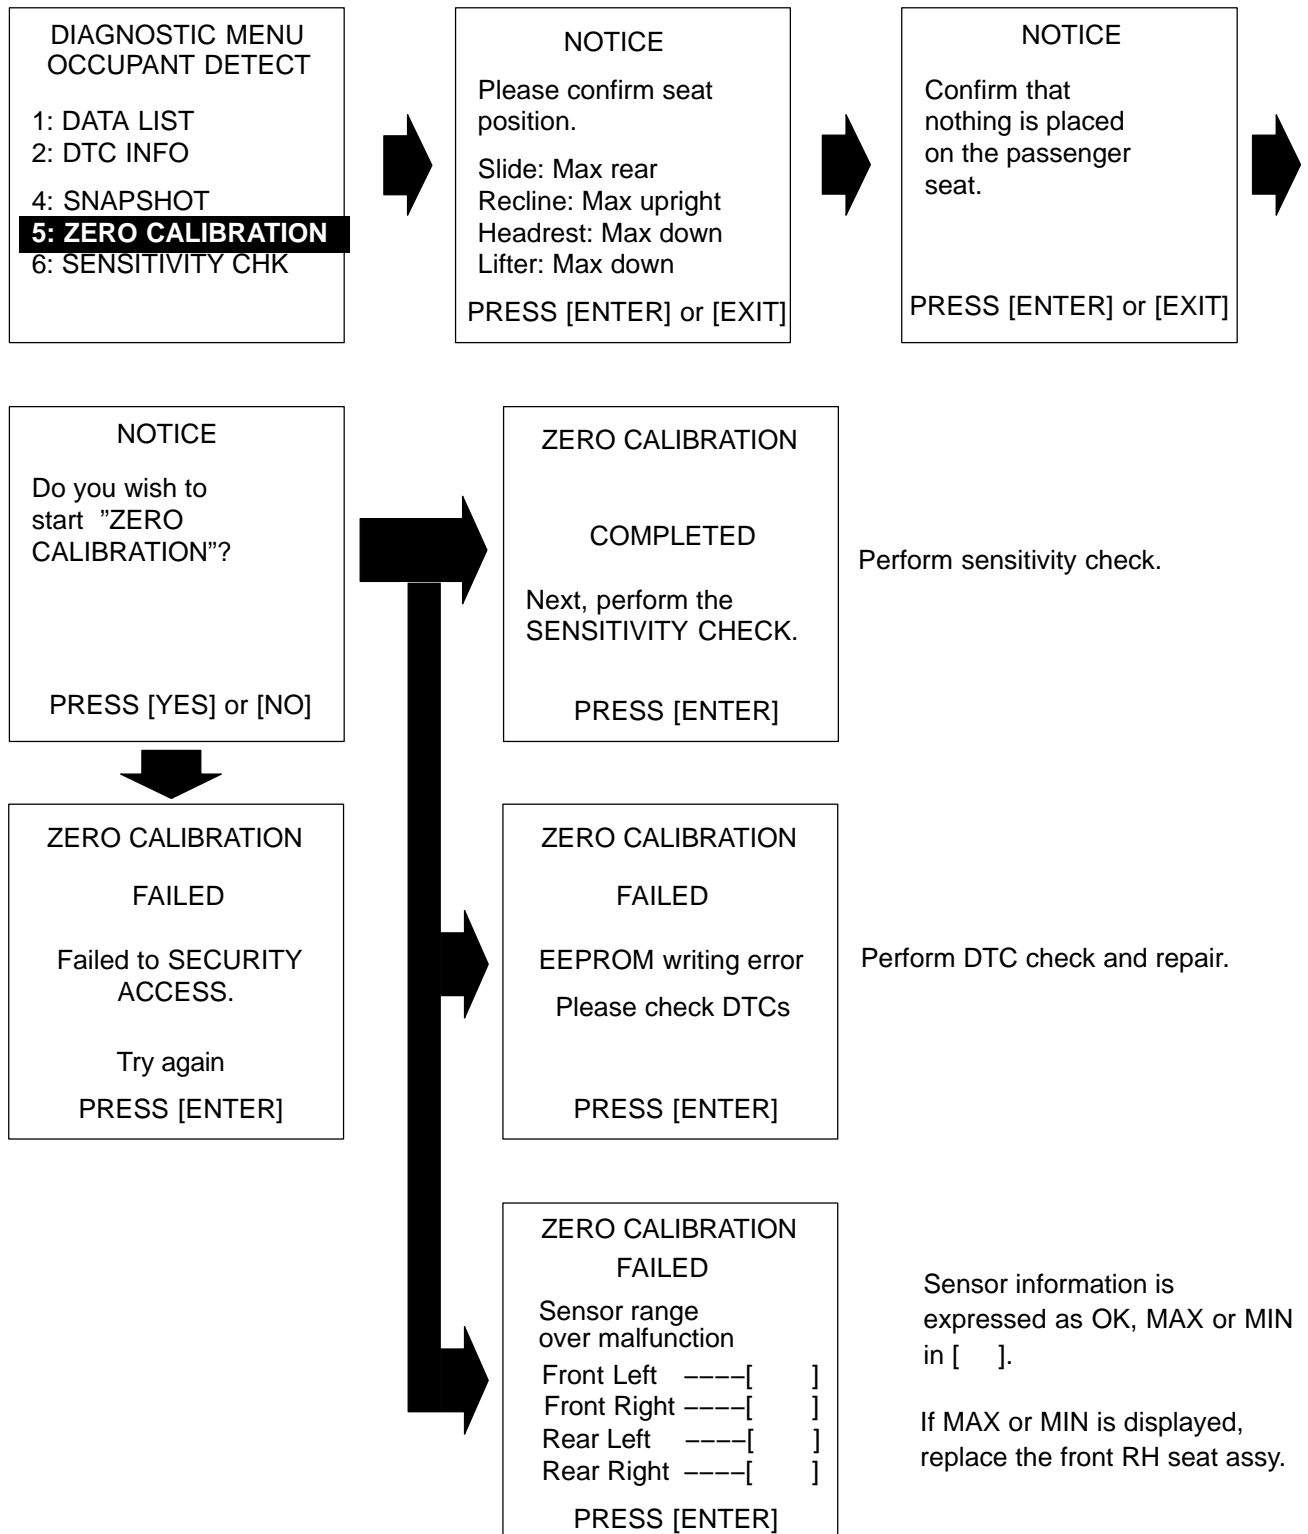 DIAGNOSTIC MENU
OCCUPANT DETECT
1: DATA LIST
2: DTC INFO
4: SNAPSHOT
5: ZERO CALIBRATION
6: SENSITIVITY CHK
NOTICE
Please confirm seat
position.
Slide: Max rear
Recline: Max upright
Headrest: Max down
Lifter: Max down
PRESS [ENTER] or [EXIT]
NOTICE
Confirm that
nothing is placed
on the passenger
seat.
PRESS [ENTER] or [EXIT]
NOTICE
Do you wish to
start ”ZERO
CALIBRATION”?
PRESS [YES] or [NO]
ZERO CALIBRATION
COMPLETED
Next, perform the
SENSITIVITY CHECK.
PRESS [ENTER]
Perform sensitivity check.
ZERO CALIBRATION
FAILED
Failed to SECURITY
ACCESS.
Try again
PRESS [ENTER]
ZERO CALIBRATION
FAILED
EEPROM writing error
Please check DTCs
PRESS [ENTER]
Perform DTC check and repair.
ZERO CALIBRATION
FAILED
Sensor range
over malfunction
Front Left −−−−[ ]
Front Right −−−−[ ]
Rear Left −−−−[ ]
Rear Right −−−−[ ]
PRESS [ENTER]
Sensor information is
expressed as OK, MAX or MIN
in [ ].
If MAX or MIN is displayed,
replace the front RH seat assy.